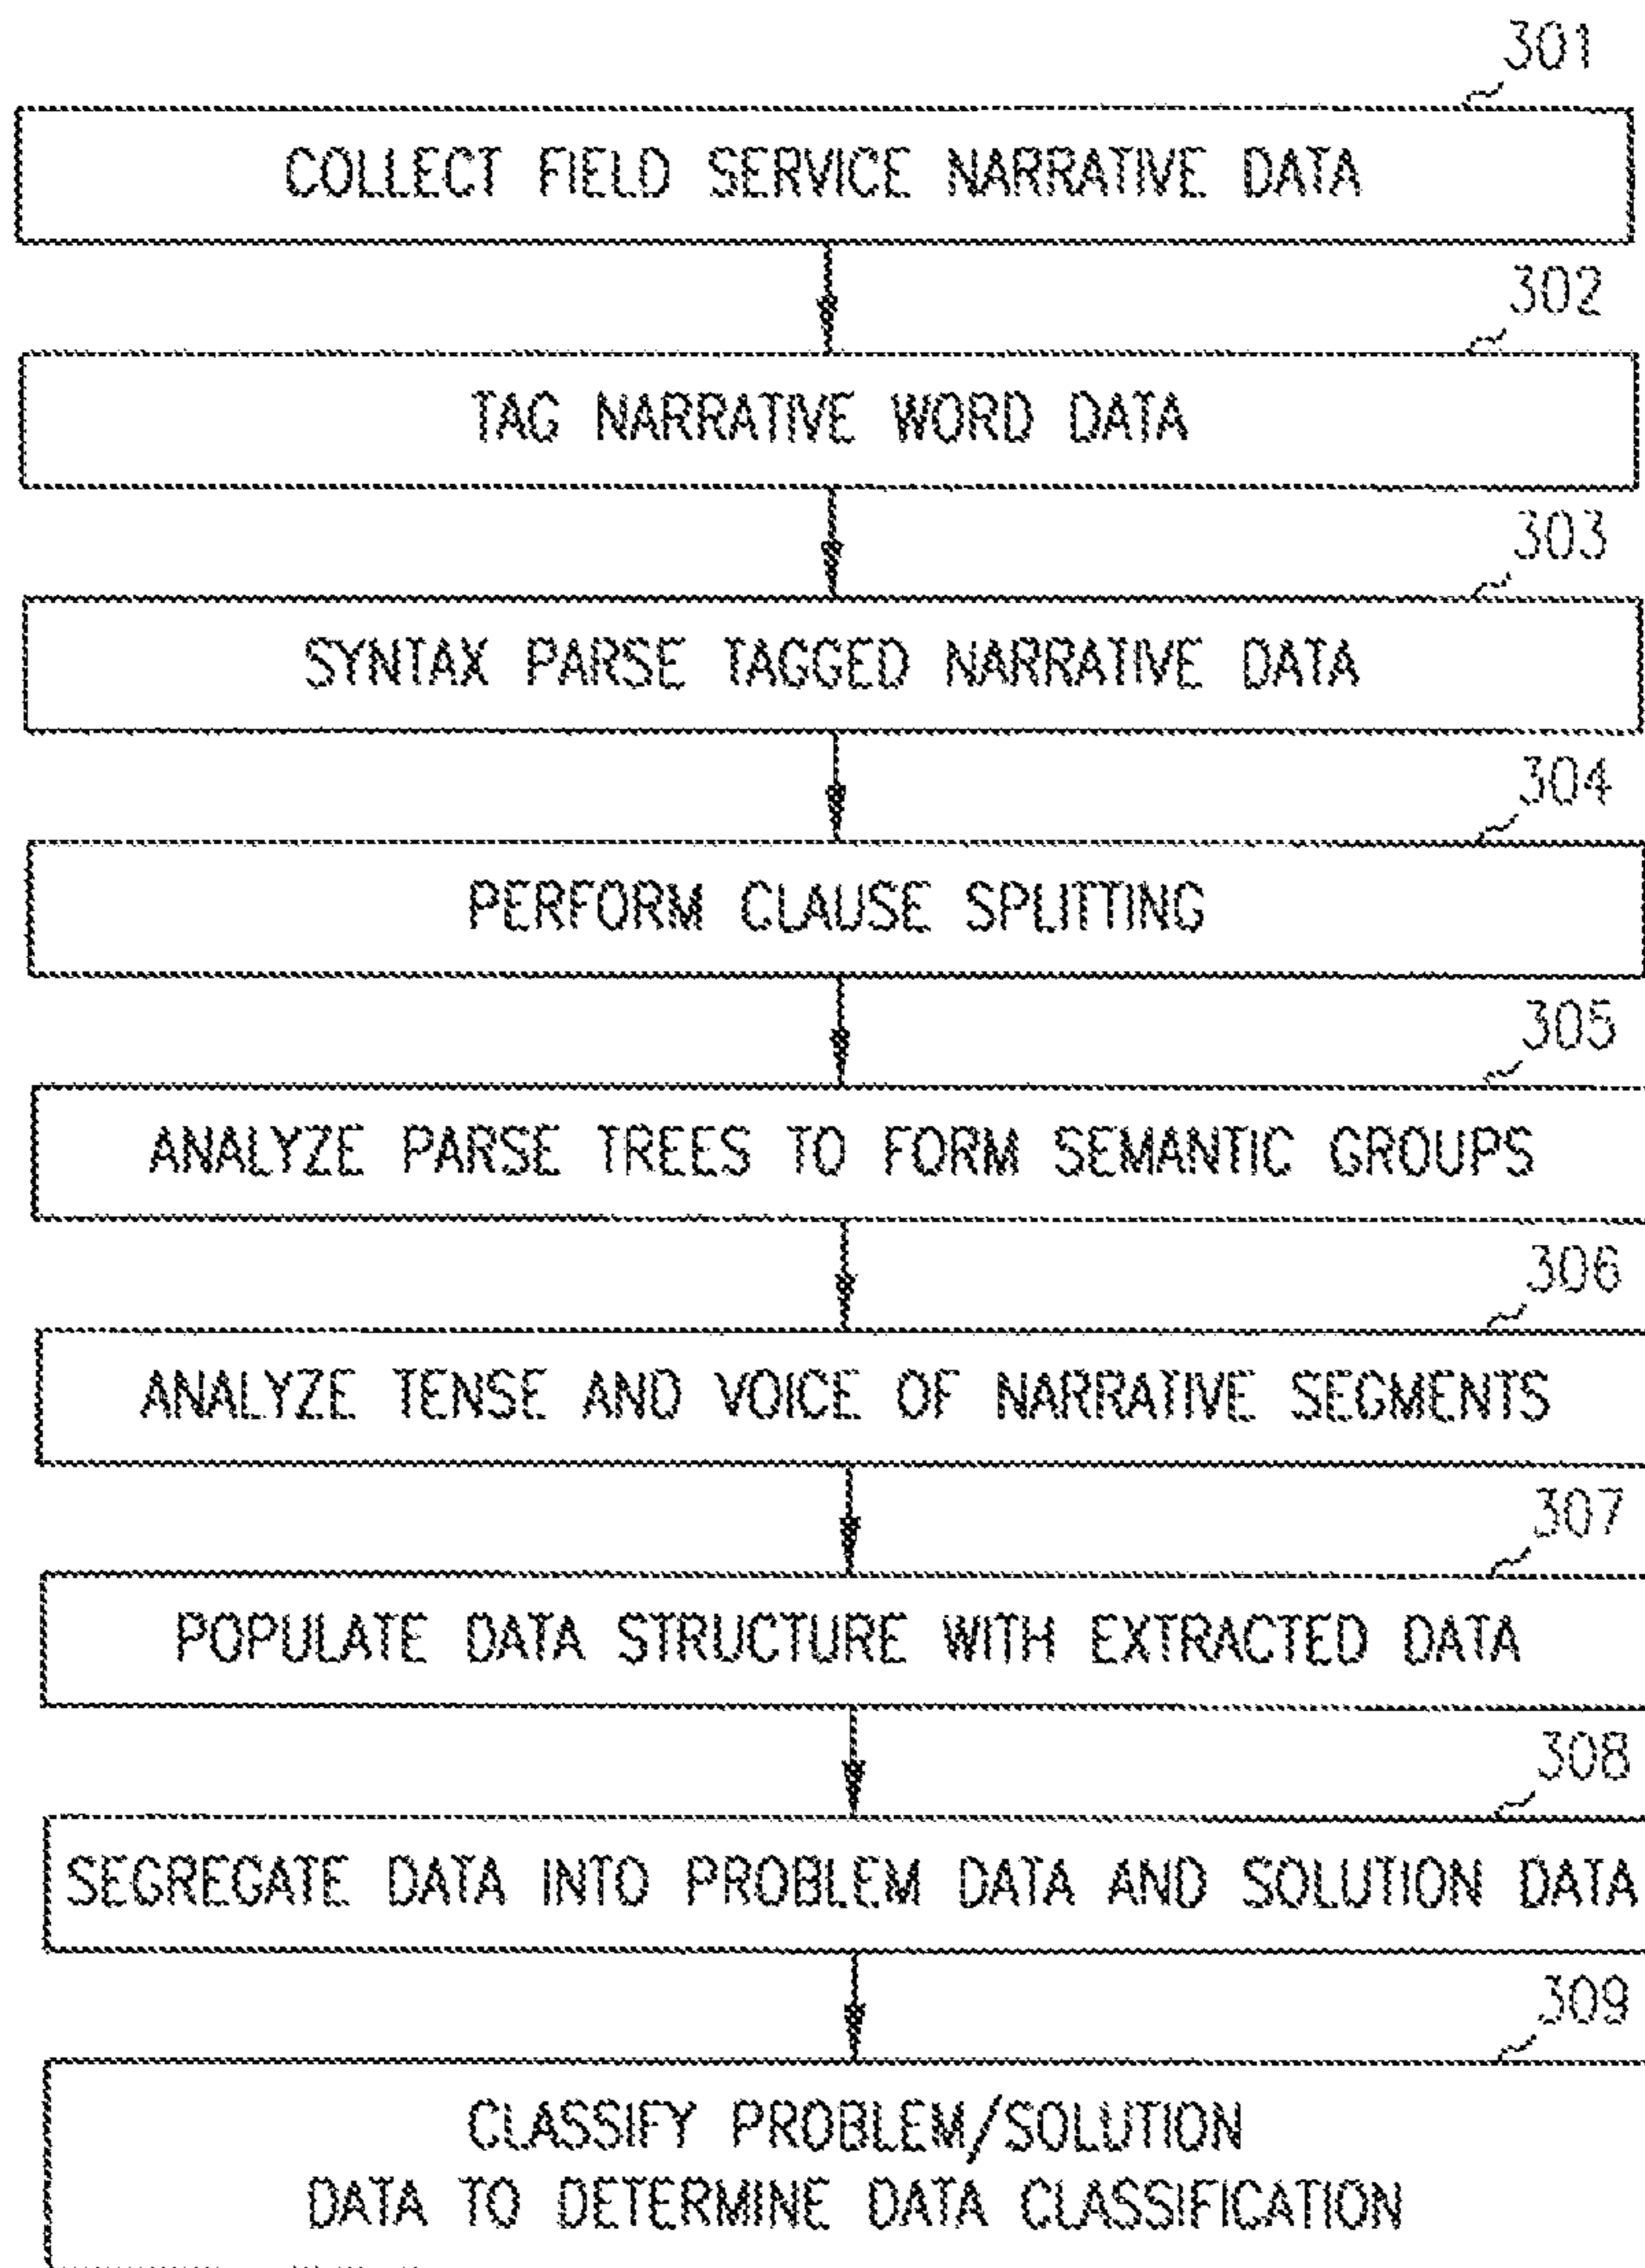 301
COLLECT FIELD SERVICE NARRATIVE DATA
302
TAG NARRATIVE WORD DATA
303
SYNTAX PARSE TAGGED NARRATIVE DATA
304
PERFORM CLAUSE SPLITTING
305
ANALYZE PARSE TREES TO FORM SEMANTIC GROUPS
306
ANALYZE TENSE AND VOICE OF NARRATIVE SEGMENTS
307
POPULATE DATA STRUCTURE WITH EXTRACTED DATA
308
SEGREGATE DATA INTO PROBLEM DATA AND SOLUTION DATA
309
CLASSIFY PROBLEM/SOLUTION
DATA TO DETERMINE DATA CLASSIFICATION